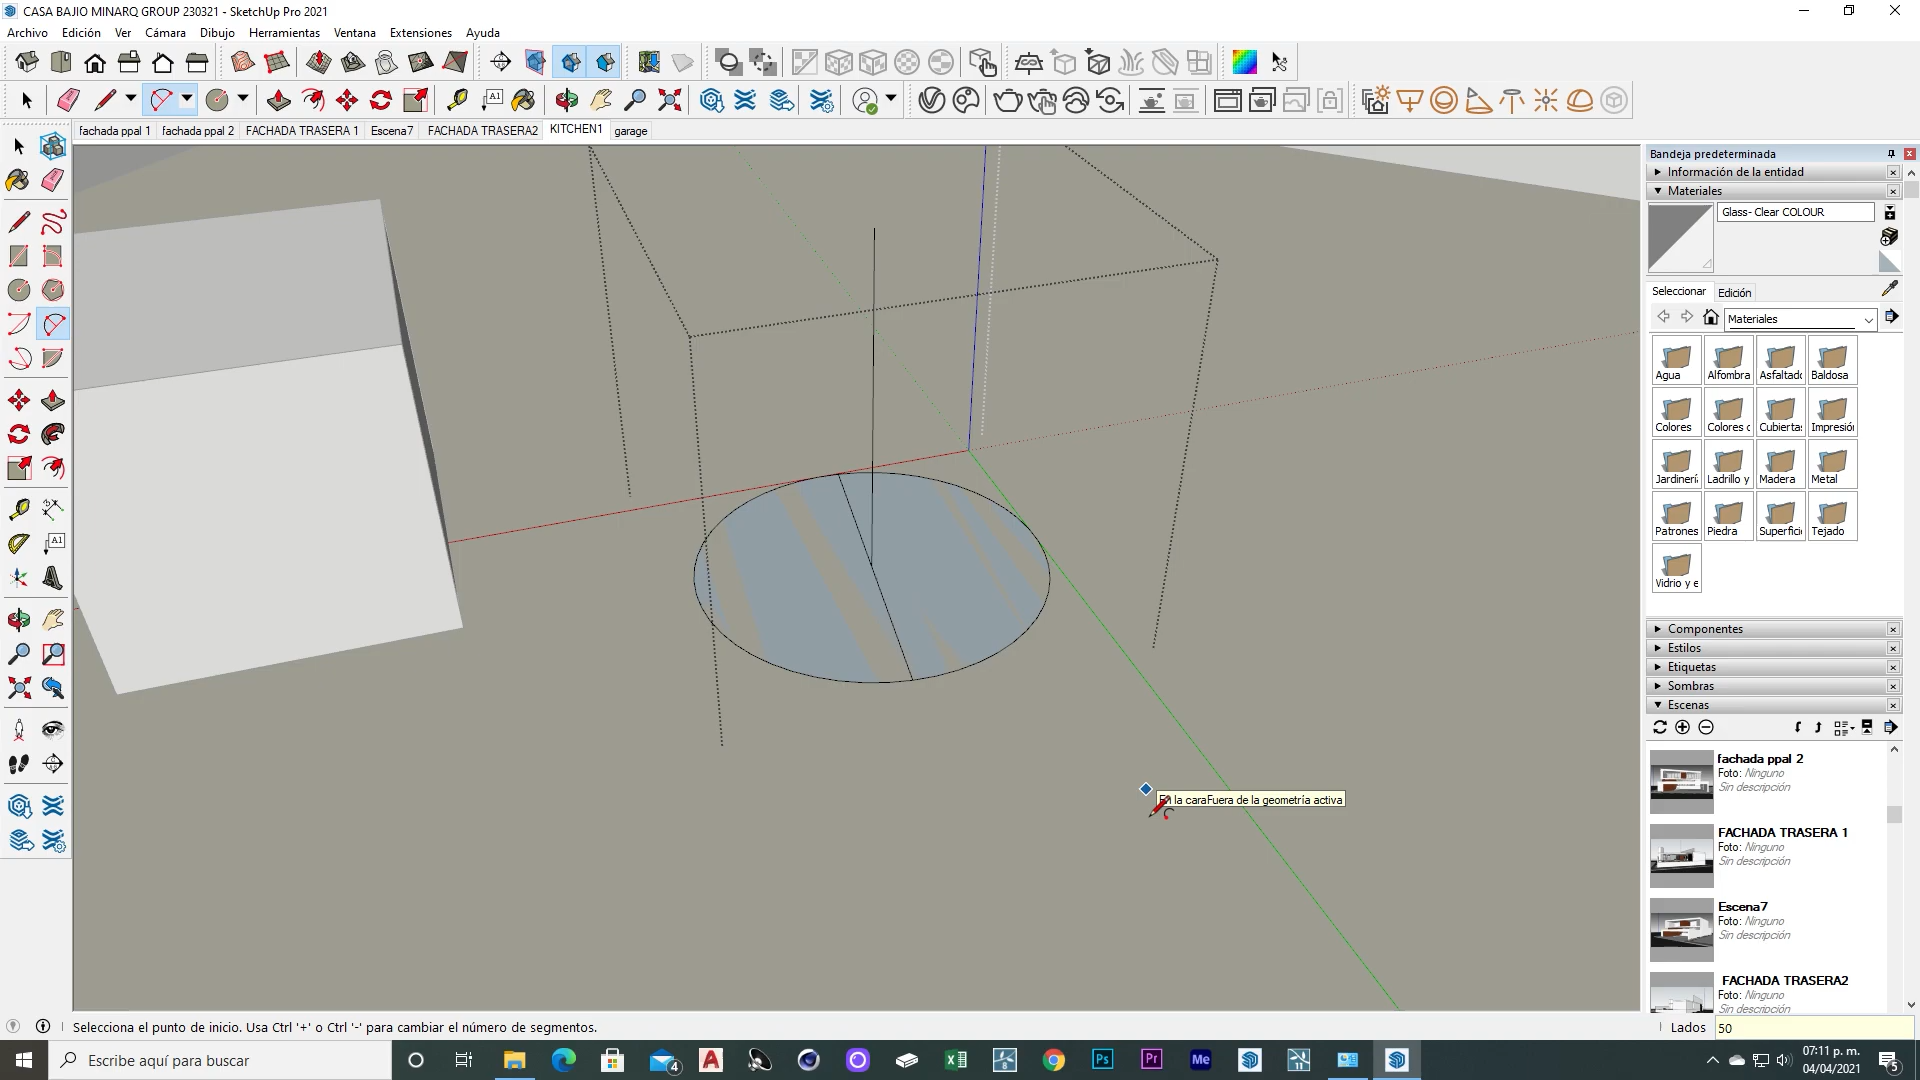 CASA BAJIO MINARQ GROUP 230321 - SketchUp Pro 2021
Archivo Edición Ver Cámara Dibujo Herramientas Ventana Extensiones Ayuda
fachada ppal 1 fachada ppal 2 FACHADA TRASERA 1 Escena7 FACHADA TRASERA2 KITCHEN1 garage
Bandeja predeterminada
Información de la entidad
Materiales
Glass- Clear COLOUR
Seleccionar Edición
Materiales
Agua Alfombra Asfaltado Baldosa
Colores Colores c Cubierta: Impresión
Jardinerí Ladrillo y Madera Metal
Patrones Piedra Superfici Tejado
Vidrio y e
Componentes
Estilos
Etiquetas
Sombras
Escenas
fachada ppal 2
Foto: Ninguno
Sin descripción
FACHADA TRASERA 1
Foto: Ninguno
Sin descripción
Escena7
Foto: Ninguno
Sin descripción
FACHADA TRASERA2
Foto: Ninguno
Sin descripción
En la caraFuera de la geometría activa
Selecciona el punto de inicio. Usa Ctrl '+' o Ctrl '-' para cambiar el número de segmentos.
Lados 50
Escribe aquí para buscar
07:11 p. m.
04/04/2021